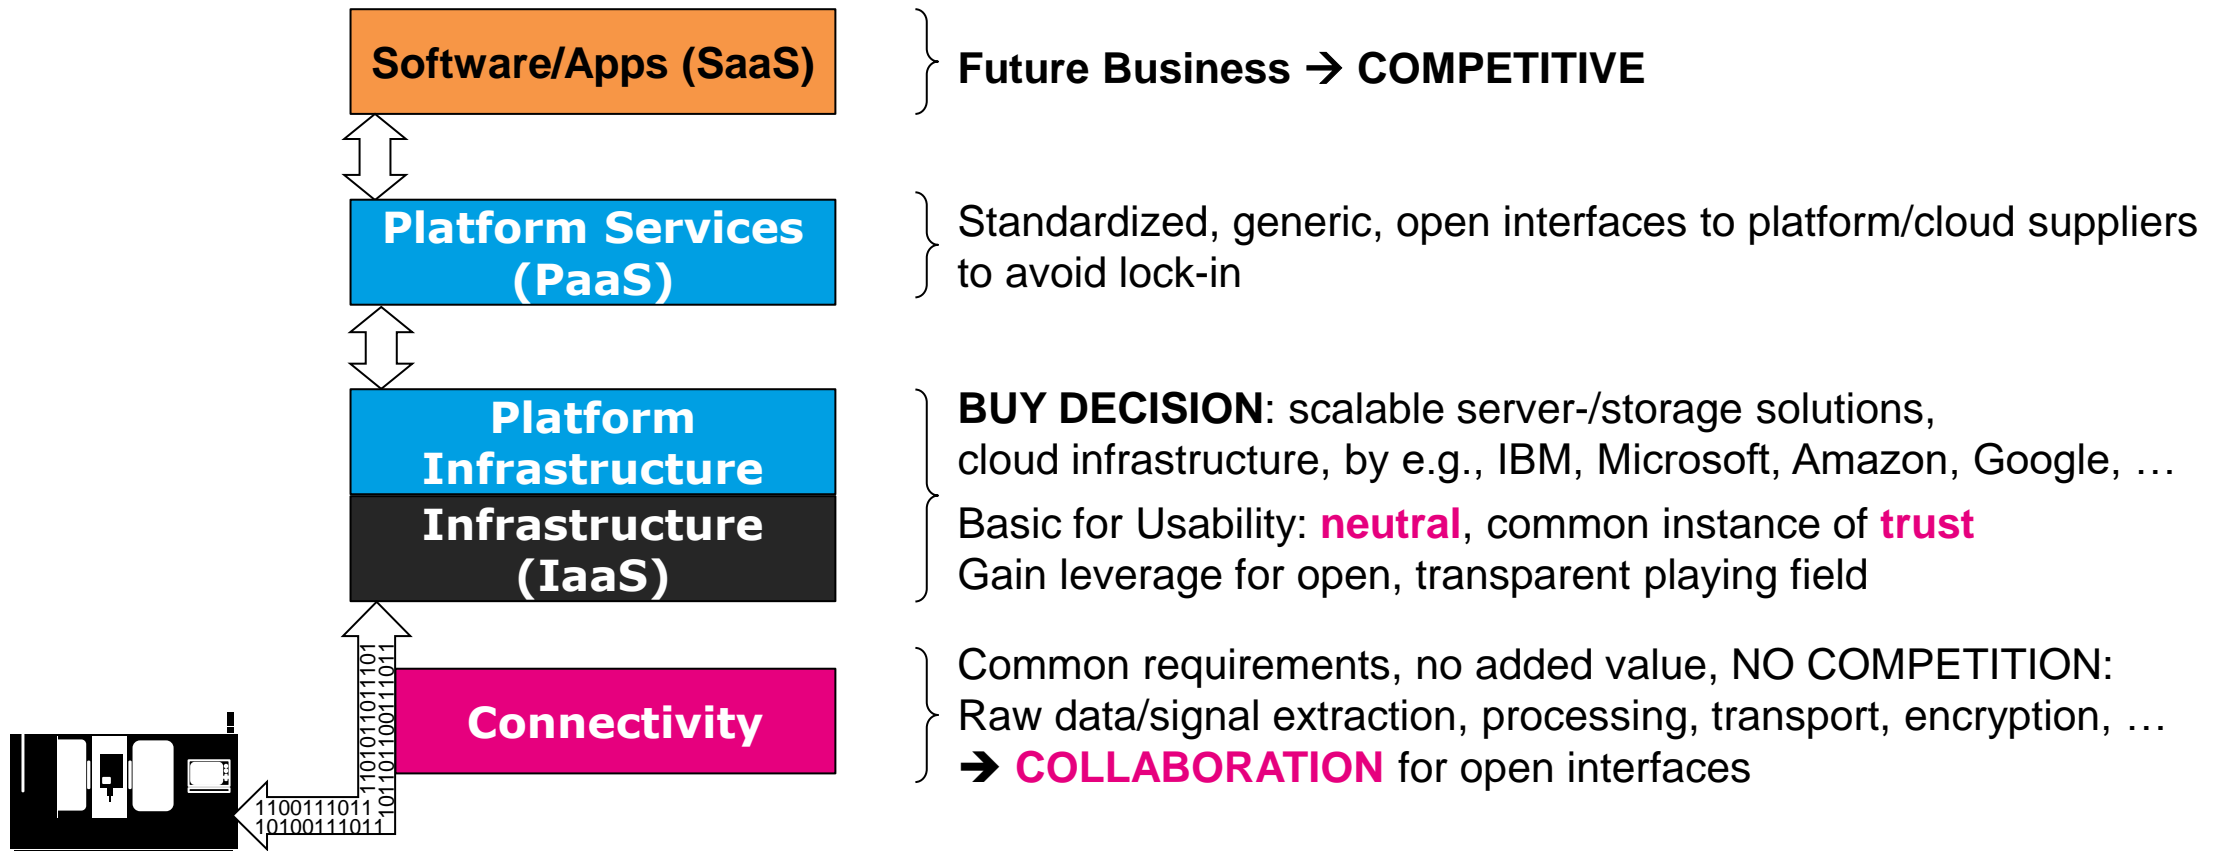 Software/Apps (SaaS)
Future Business → COMPETITIVE
Platform Services
(PaaS)
Standardized, generic, open interfaces to platform/cloud suppliers
to avoid lock-in
Platform
Infrastructure
BUY DECISION: scalable server-/storage solutions,
cloud infrastructure, by e.g., IBM, Microsoft, Amazon, Google, …
Infrastructure
(IaaS)
Basic for Usability: neutral, common instance of trust
Gain leverage for open, transparent playing field
Connectivity
Common requirements, no added value, NO COMPETITION:
Raw data/signal extraction, processing, transport, encryption, …
→ COLLABORATION for open interfaces
1100111011
10100111011